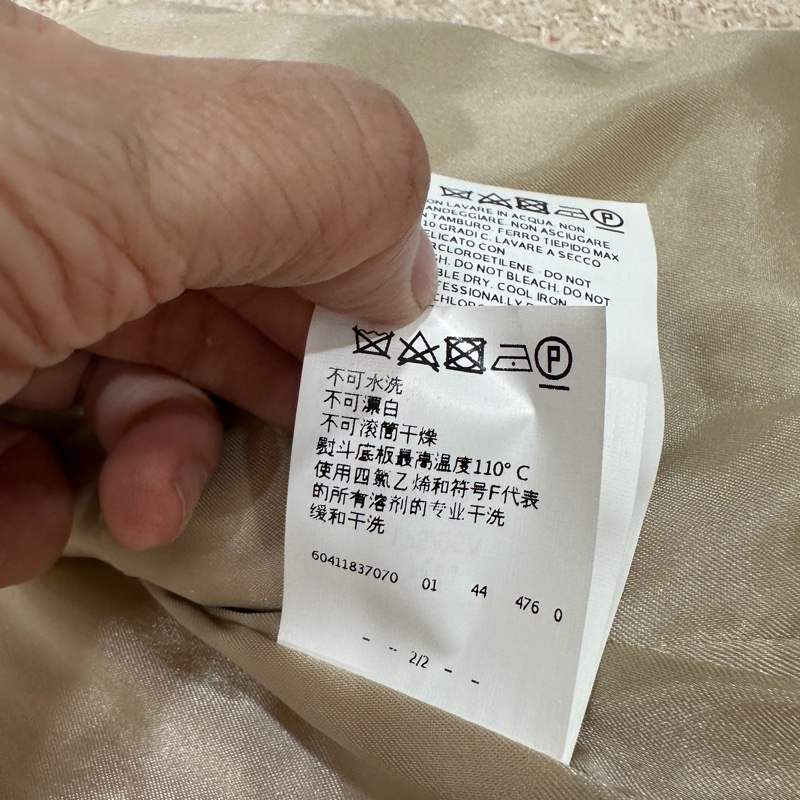 ON LAVARE IN ACQUA. NON
ANDEGGIARE. NON ASCIUGARE
TAMBURO. FERRO TIEPIDO MAX
10 GRADI C. LAVARE A SECCO
ELICATO CON
RCLOROETILENE DO NOT
SH. DO NOT BLEACH. DO NOT
BLE DRY. COOL IRON
P
不可水洗
不可漂白
不可滚筒干燥
熨斗底板最高温度110°C
使用四氯乙烯和符号F代表
的所有溶剂的专业干洗
缓和干洗
60411837070 01 44 476 0
- - 2/2 - -